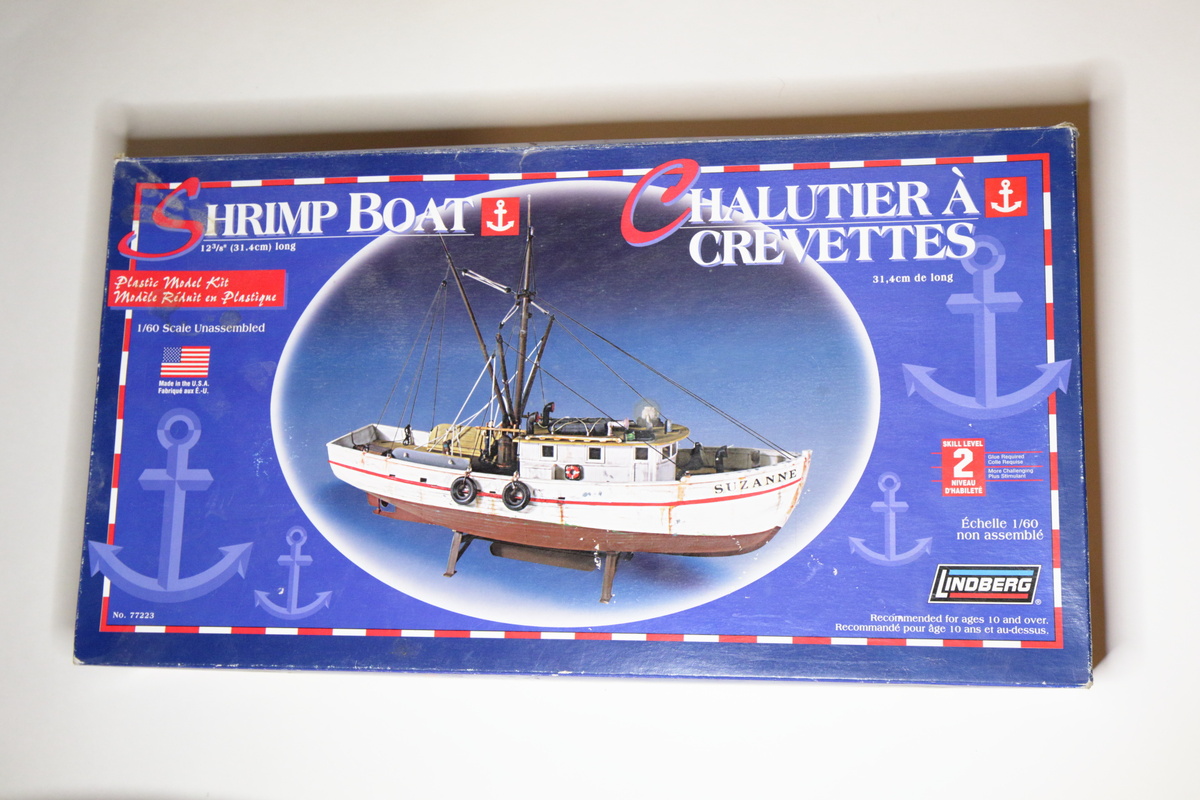 SHRIMP BOAT
12 3/8" (31.4cm) long
Plastic Model Kit
Modèle Réduit en Plastique
1/60 Scale Unassembled
Made in the U.S.A.
Fabriqué aux É.-U.
No. 77223
SUZANNE
CHALUTIER À
CREVETTES
31,4cm de long
SKILL LEVEL
2
NIVEAU
D'HABILETÉ
Glue Required
Colle Requise
More Challenging
Plus Stimulant
Échelle 1/60
non assemblé
LINDBERG®
Recommended for ages 10 and over.
Recommandé pour âge 10 ans et au-dessus.